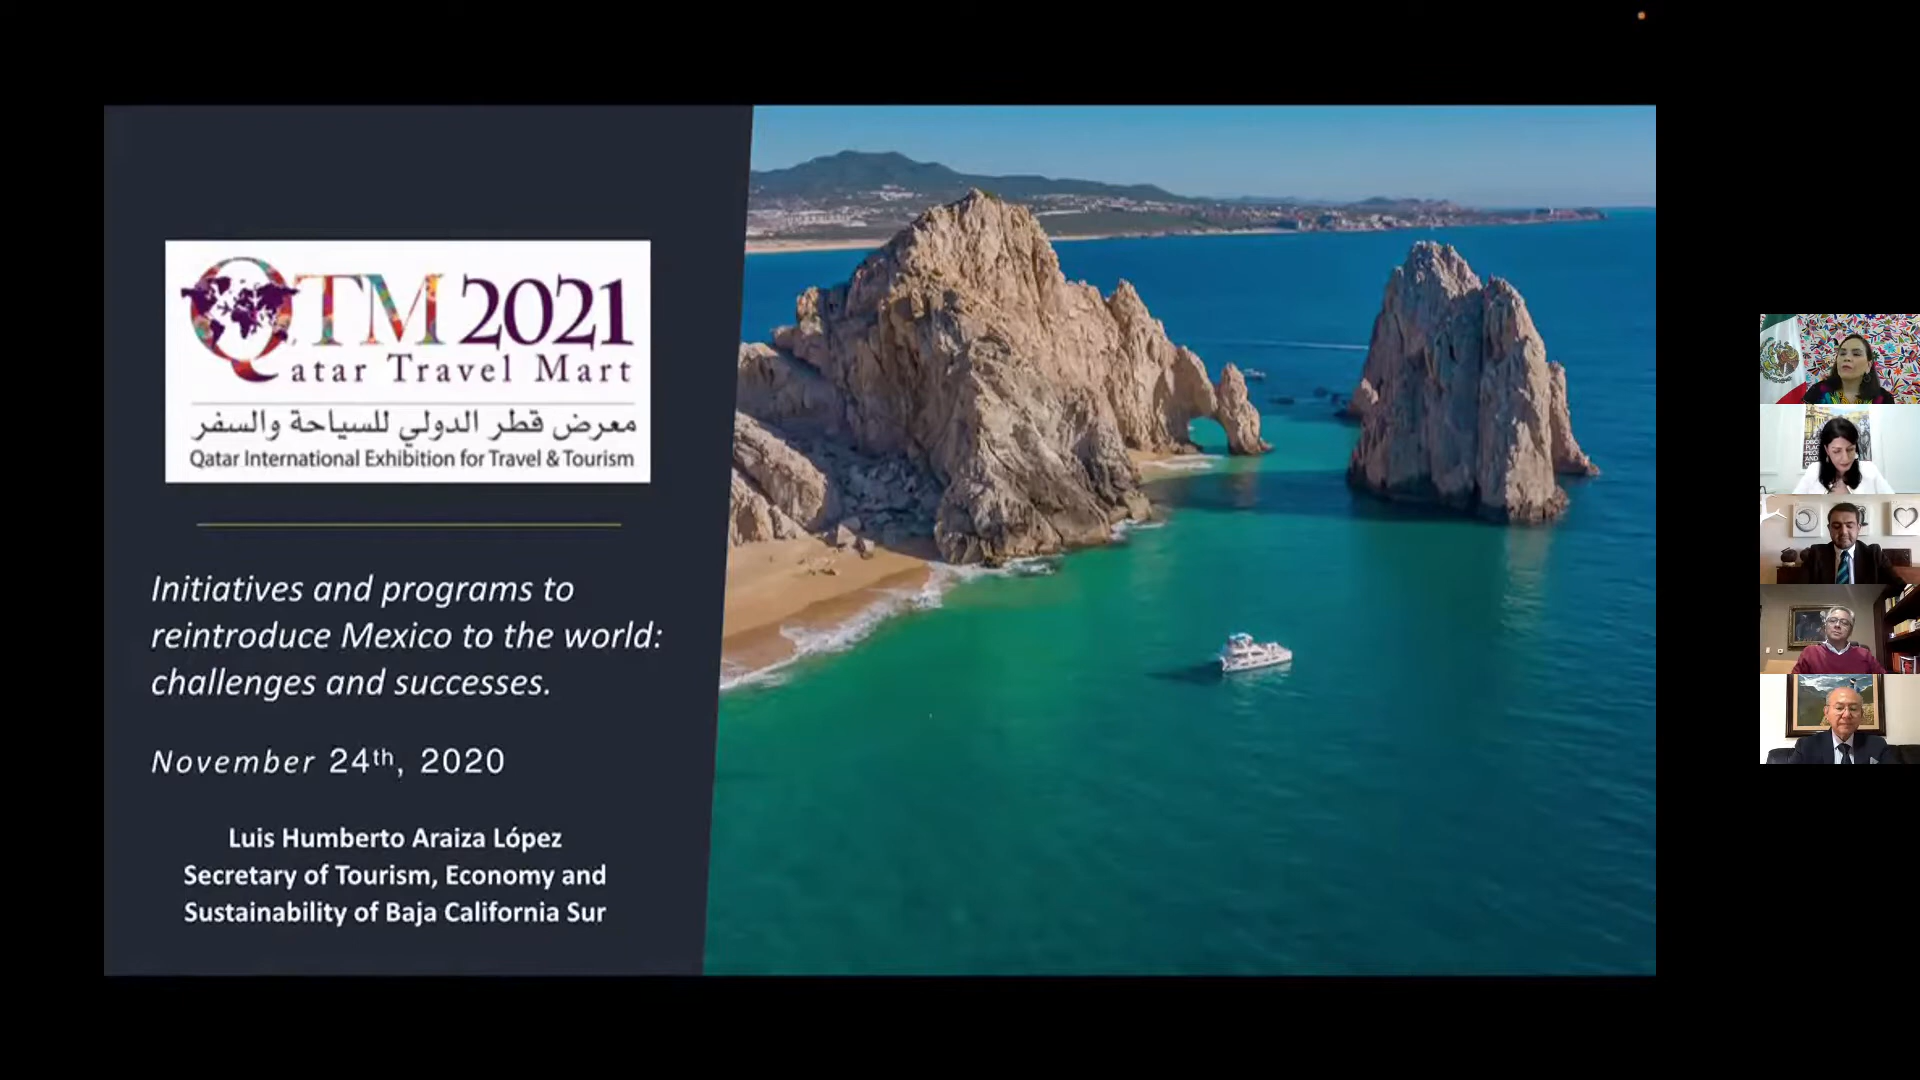 QTM 2021
Qatar Travel Mart
معرض قطر الدولي للسياحة والسفر
Qatar International Exhibition for Travel & Tourism
Initiatives and programs to
reintroduce Mexico to the world:
challenges and successes.
November 24th, 2020
Luis Humberto Araiza López
Secretary of Tourism, Economy and
Sustainability of Baja California Sur